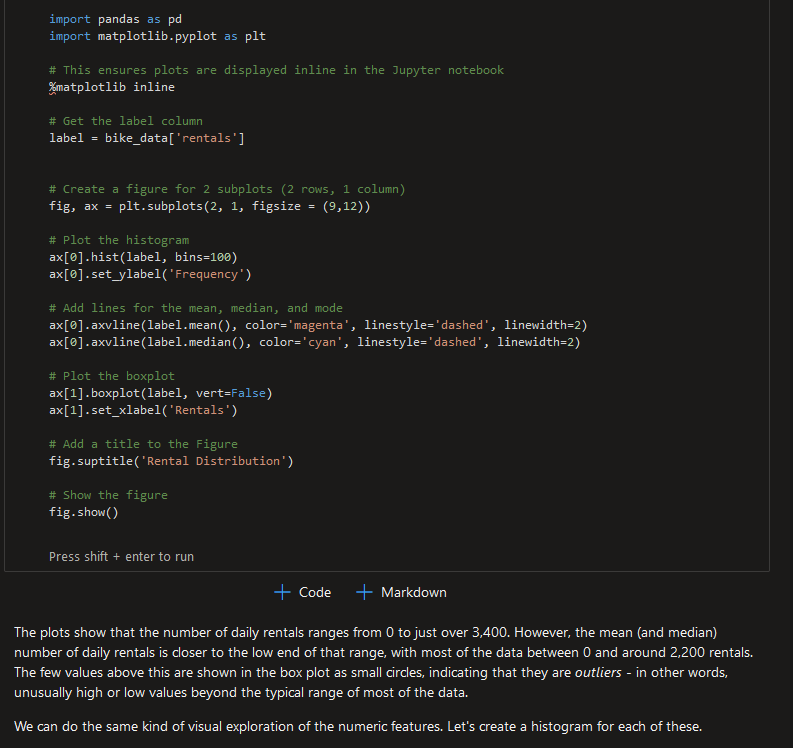 import pandas as pd
import matplotlib.pyplot as plt
# This ensures plots are displayed inline in the Jupyter notebook
%matplotlib inline
# Get the label column
label = bike_data['rentals']
# Create a figure for 2 subplots (2 rows, 1 column)
fig, ax = plt.subplots(2, 1, figsize = (9,12))
# Plot the histogram
ax[0].hist(label, bins=100)
ax[0].set_ylabel('Frequency')
# Add lines for the mean, median, and mode
ax[0].axvline(label.mean(), color='magenta', linestyle='dashed', linewidth=2)
ax[0].axvline(label.median(), color='cyan', linestyle='dashed', linewidth=2)
# Plot the boxplot
ax[1].boxplot(label, vert=False)
ax[1].set_xlabel('Rentals')
# Add a title to the Figure
fig.suptitle('Rental Distribution')
# Show the figure
fig.show()
Press shift + enter to run
+ Code + Markdown
The plots show that the number of daily rentals ranges from 0 to just over 3,400. However, the mean (and median)
number of daily rentals is closer to the low end of that range, with most of the data between 0 and around 2,200 rentals.
The few values above this are shown in the box plot as small circles, indicating that they are outliers - in other words,
unusually high or low values beyond the typical range of most of the data.
We can do the same kind of visual exploration of the numeric features. Let's create a histogram for each of these.